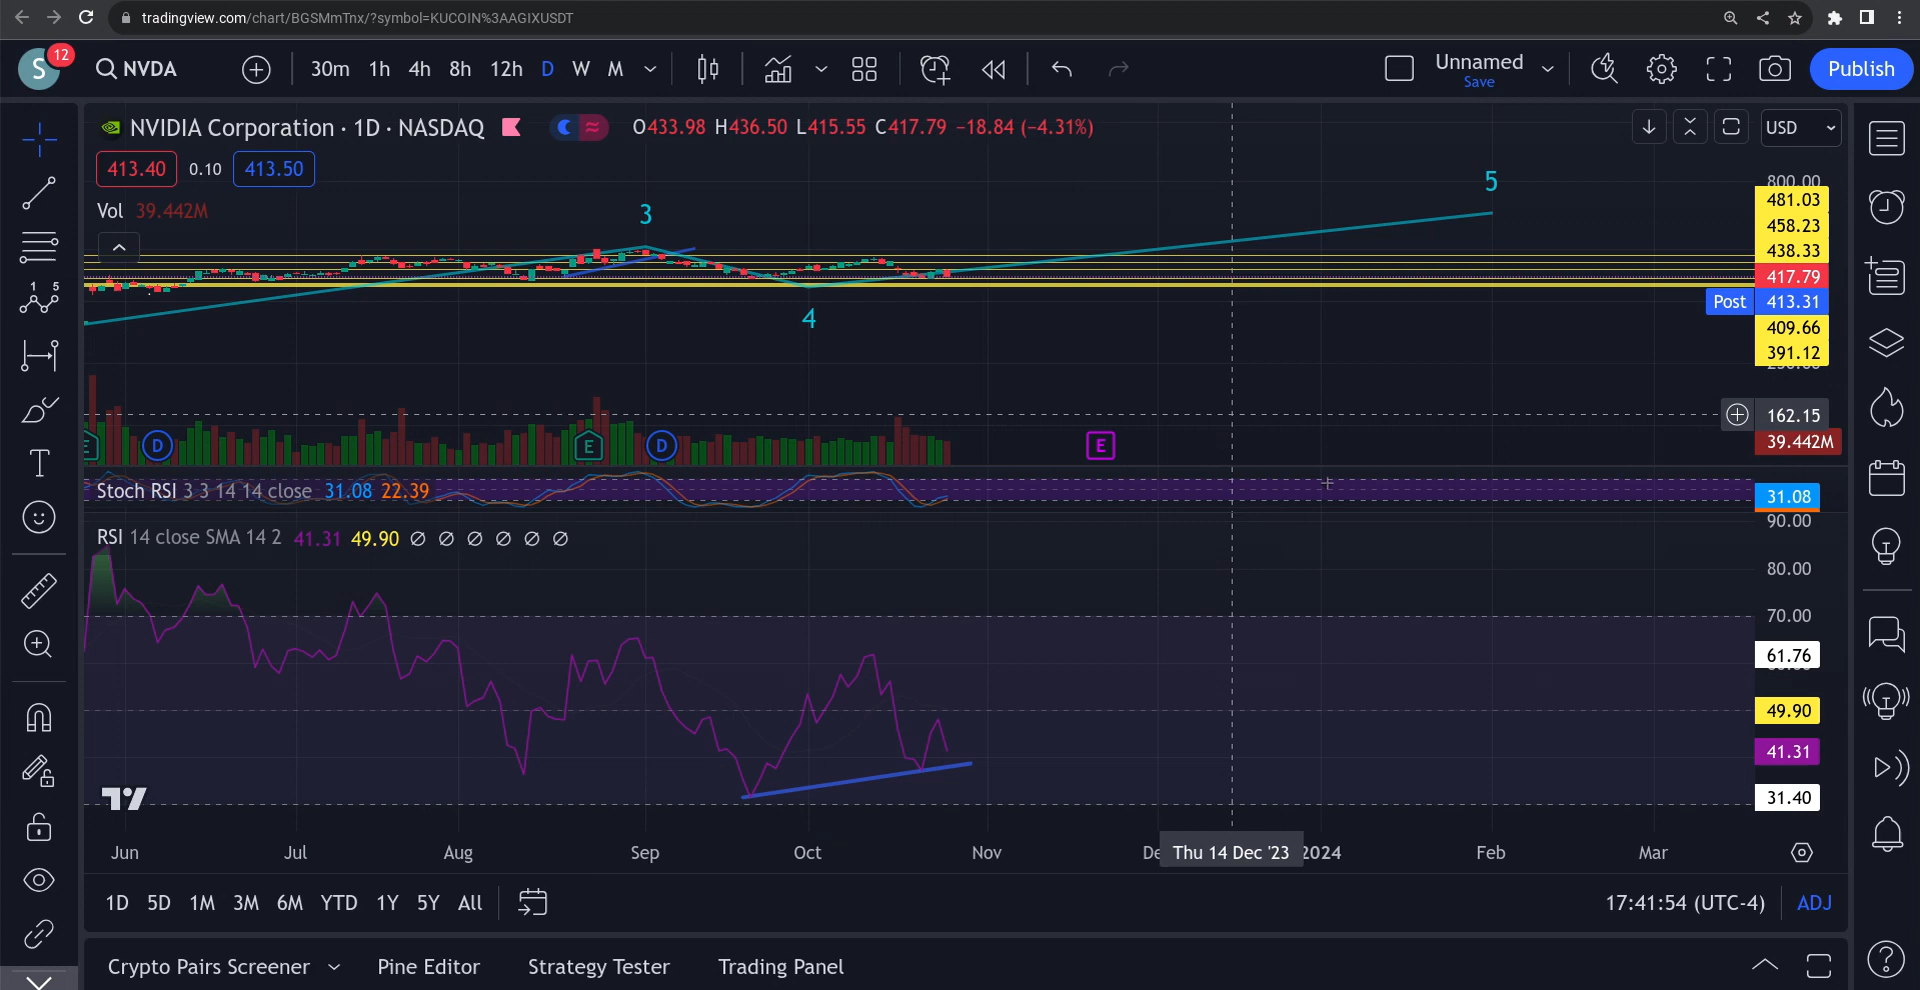 tradingview.com/chart/BGSMmTnx/?symbol=KUCOIN%3AAGIXUSDT
S 12 NVDA 30m 1h 4h 8h 12h D W M Unnamed Save Publish
NVIDIA Corporation · 1D · NASDAQ O433.98 H436.50 L415.55 C417.79 −18.84 (−4.31%) USD
413.40 0.10 413.50
Vol 39.442M
3
4
5
800.00
481.03
458.23
438.33
417.79
Post 413.31
409.66
391.12
162.15
39.442M
E D E D E
Stoch RSI 3 3 14 14 close 31.08 22.39
31.08
RSI 14 close SMA 14 2 41.31 49.90 ∅ ∅ ∅ ∅ ∅ ∅
90.00
80.00
70.00
61.76
49.90
41.31
31.40
Jun Jul Aug Sep Oct Nov De Thu 14 Dec '23 2024 Feb Mar
1D 5D 1M 3M 6M YTD 1Y 5Y All 17:41:54 (UTC-4) ADJ
Crypto Pairs Screener Pine Editor Strategy Tester Trading Panel